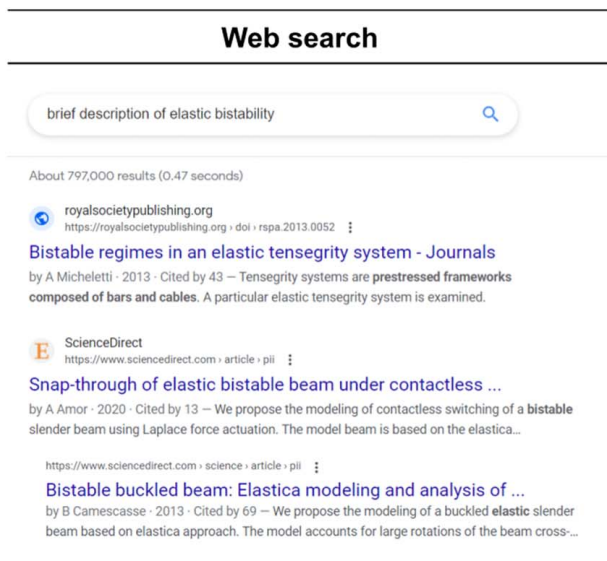 Web search
brief description of elastic bistability
About 797,000 results (0.47 seconds)
royalsocietypublishing.org
https://royalsocietypublishing.org › doi › rspa.2013.0052
Bistable regimes in an elastic tensegrity system - Journals
by A Micheletti · 2013 · Cited by 43 — Tensegrity systems are prestressed frameworks
composed of bars and cables. A particular elastic tensegrity system is examined.
E
ScienceDirect
https://www.sciencedirect.com › article › pii
Snap-through of elastic bistable beam under contactless ...
by A Amor · 2020 · Cited by 13 — We propose the modeling of contactless switching of a bistable
slender beam using Laplace force actuation. The model beam is based on the elastica...
https://www.sciencedirect.com › science › article › pii
Bistable buckled beam: Elastica modeling and analysis of ...
by B Camescasse · 2013 · Cited by 69 — We propose the modeling of a buckled elastic slender
beam based on elastica approach. The model accounts for large rotations of the beam cross-...